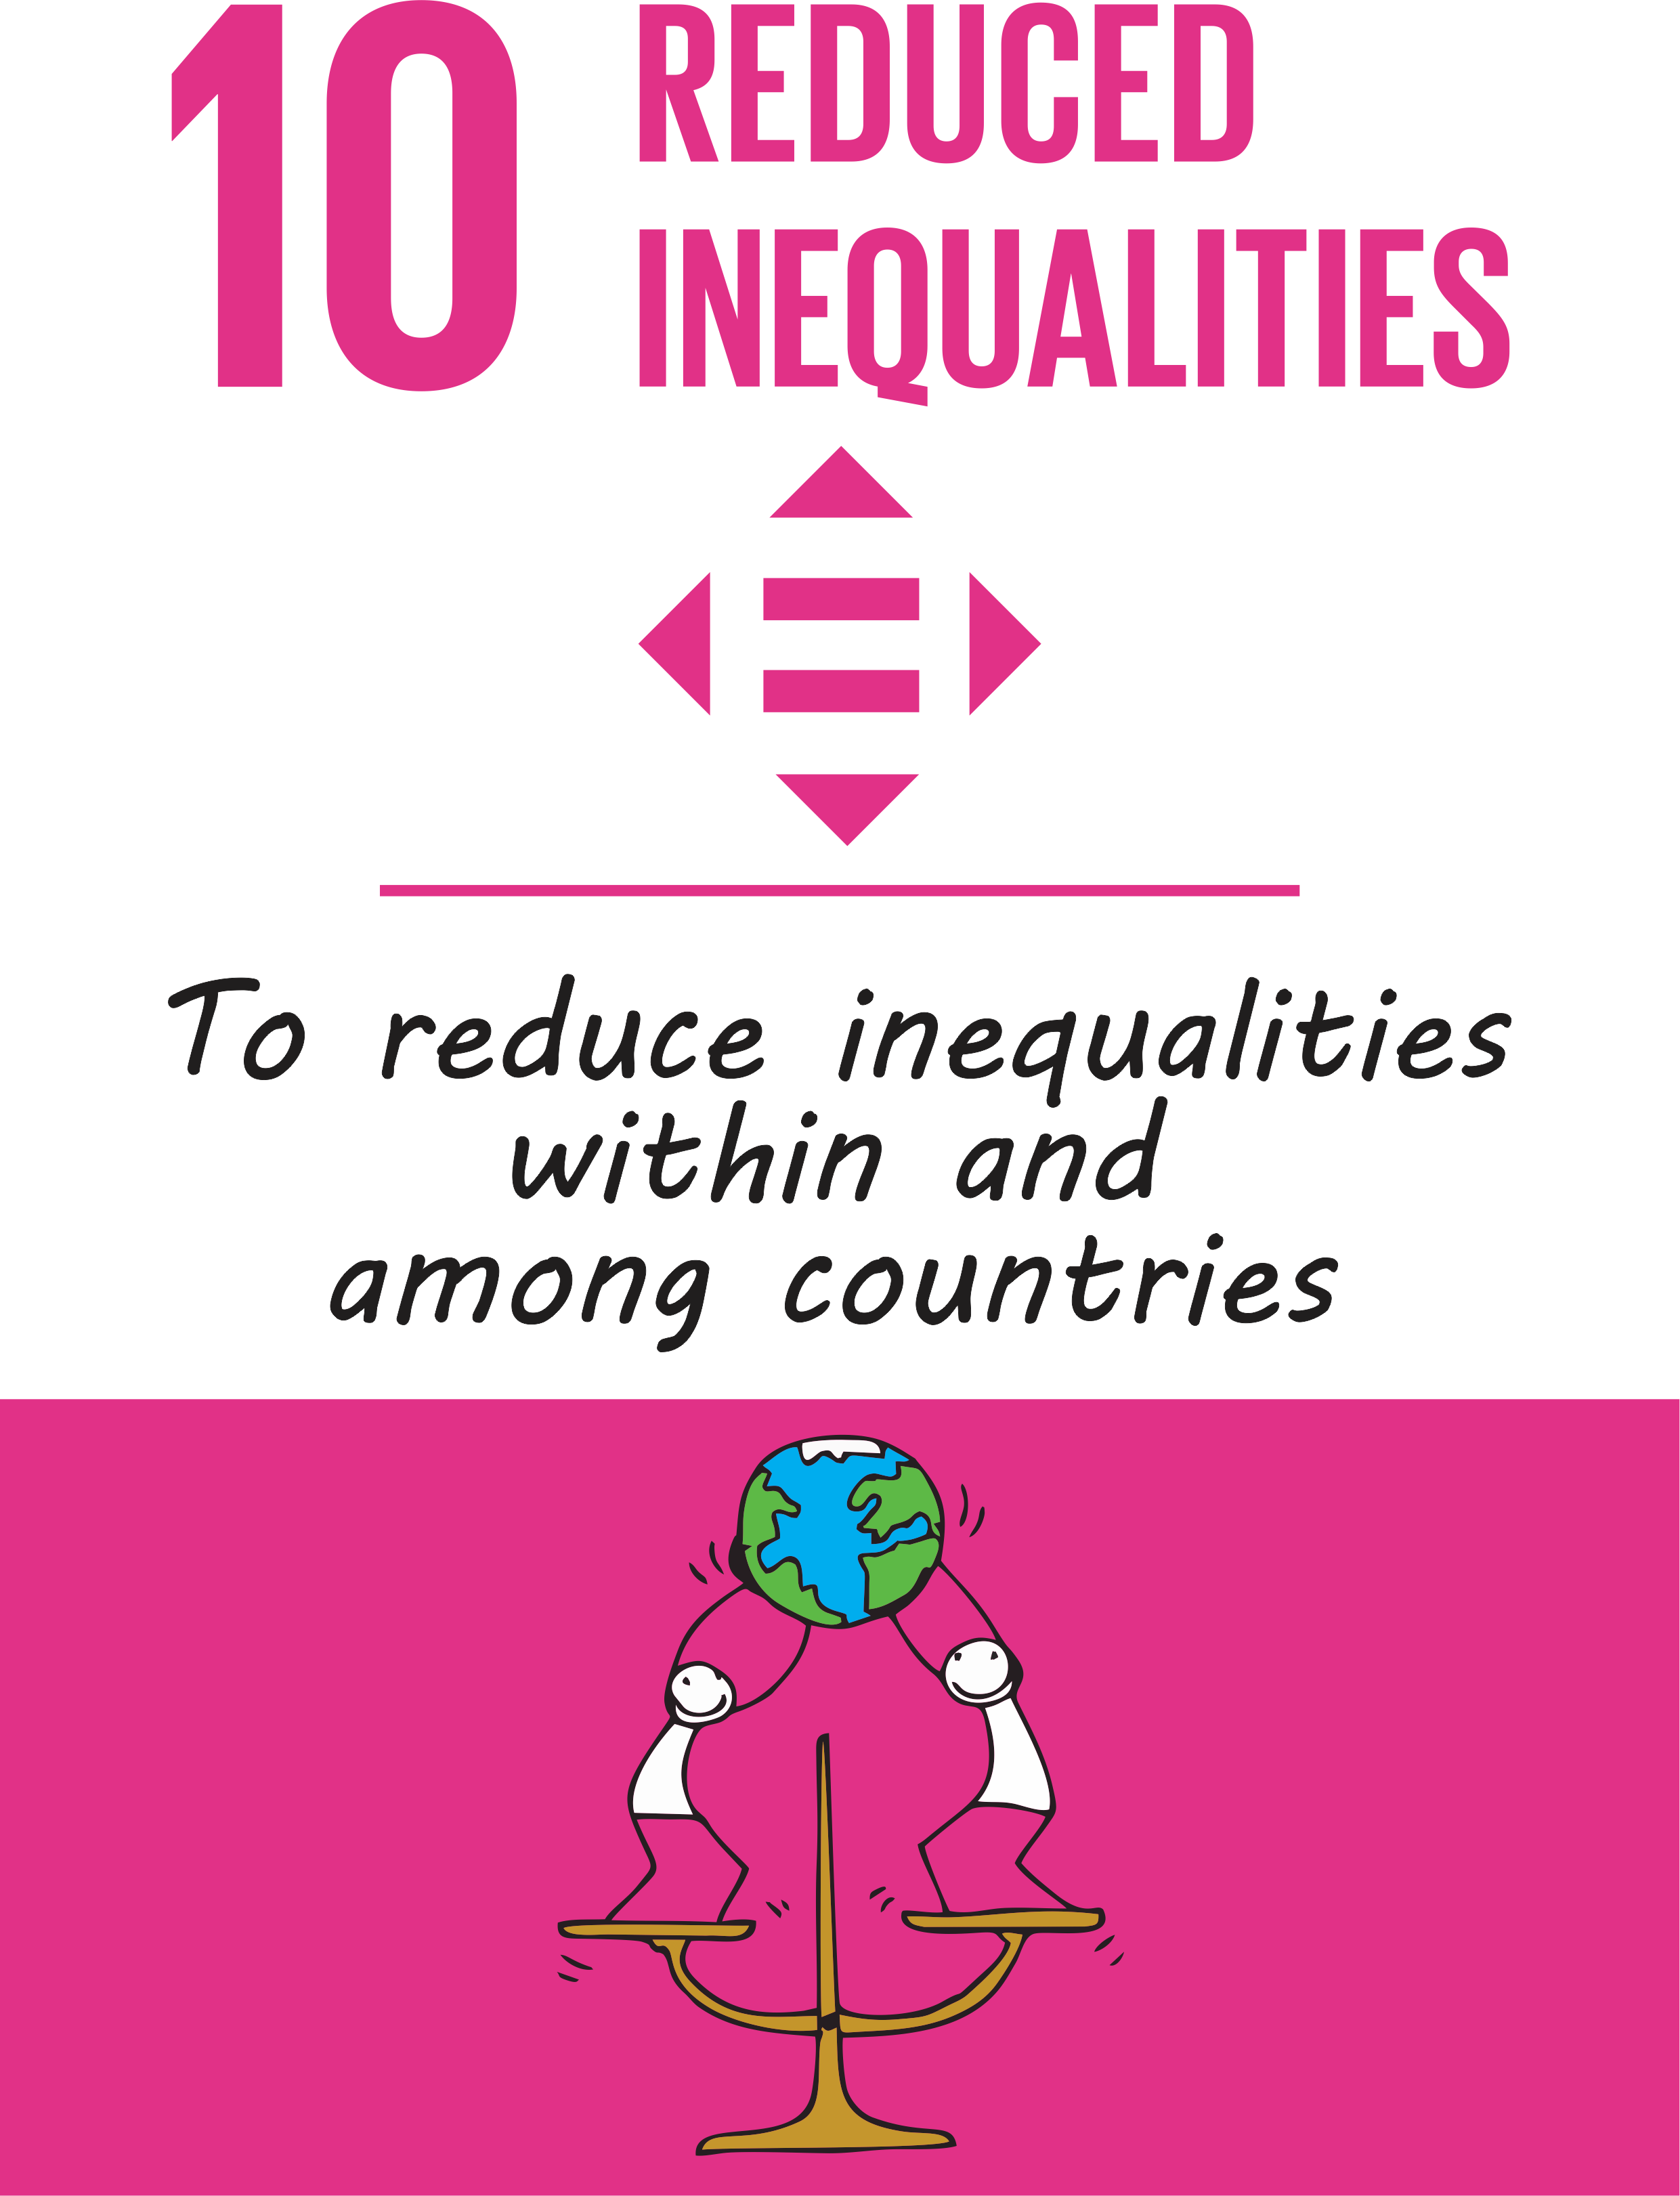 10
REDUCED
INEQUALITIES
To reduce inequalities
within and
among countries